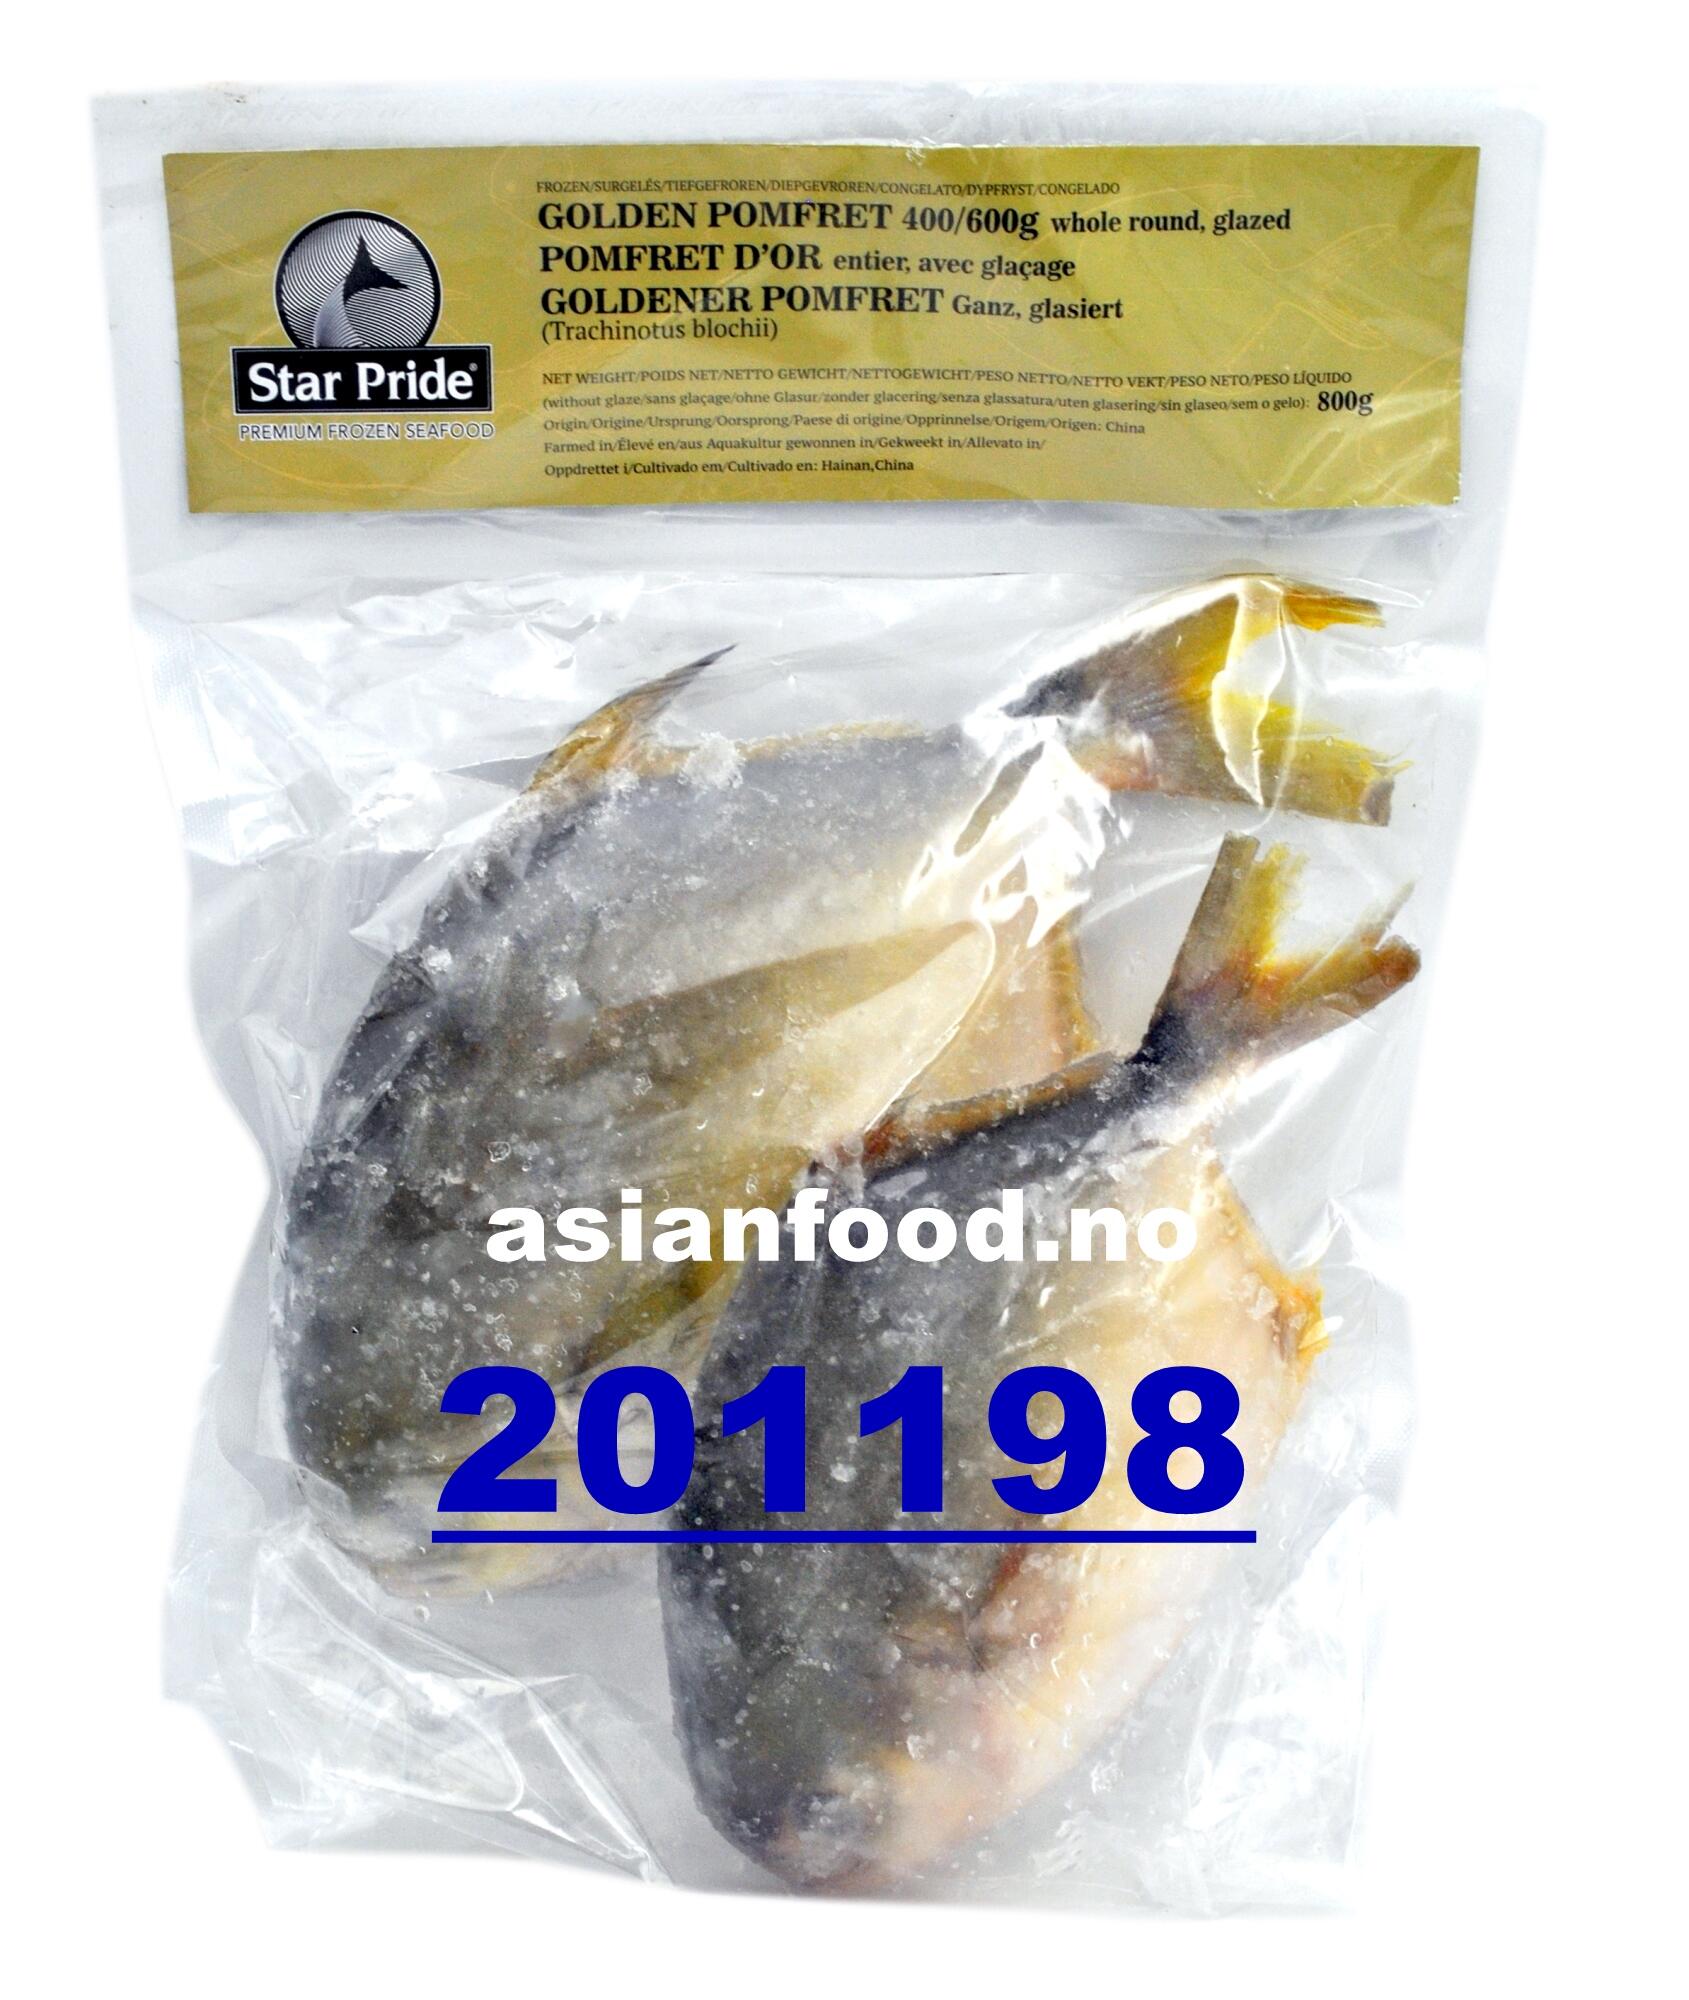 FROZEN/SURGELÉS/TIEFGEFROREN/DIEPGEVROREN/CONGELATO/DYPFRYST/CONGELADO
GOLDEN POMFRET 400/600g whole round, glazed
POMFRET D'OR entier, avec glaçage
GOLDENER POMFRET Ganz, glasiert
(Trachinotus blochii)
Star Pride®
PREMIUM FROZEN SEAFOOD
NET WEIGHT/POIDS NET/NETTO GEWICHT/NETTOGEWICHT/PESO NETTO/NETTO VEKT/PESO NETO/PESO LÍQUIDO
(without glaze/sans glaçage/ohne Glasur/zonder glacering/senza glassatura/uten glasering/sin glaseo/sem o gelo): 800g
Origin/Origine/Ursprung/Oorsprong/Paese di origine/Opprinnelse/Origem/Origen: China
Farmed in/Élevé en/aus Aquakultur gewonnen in/Gekweekt in/Allevato in/
Oppdrettet i/Cultivado em/Cultivado en: Hainan,China
asianfood.no
201198